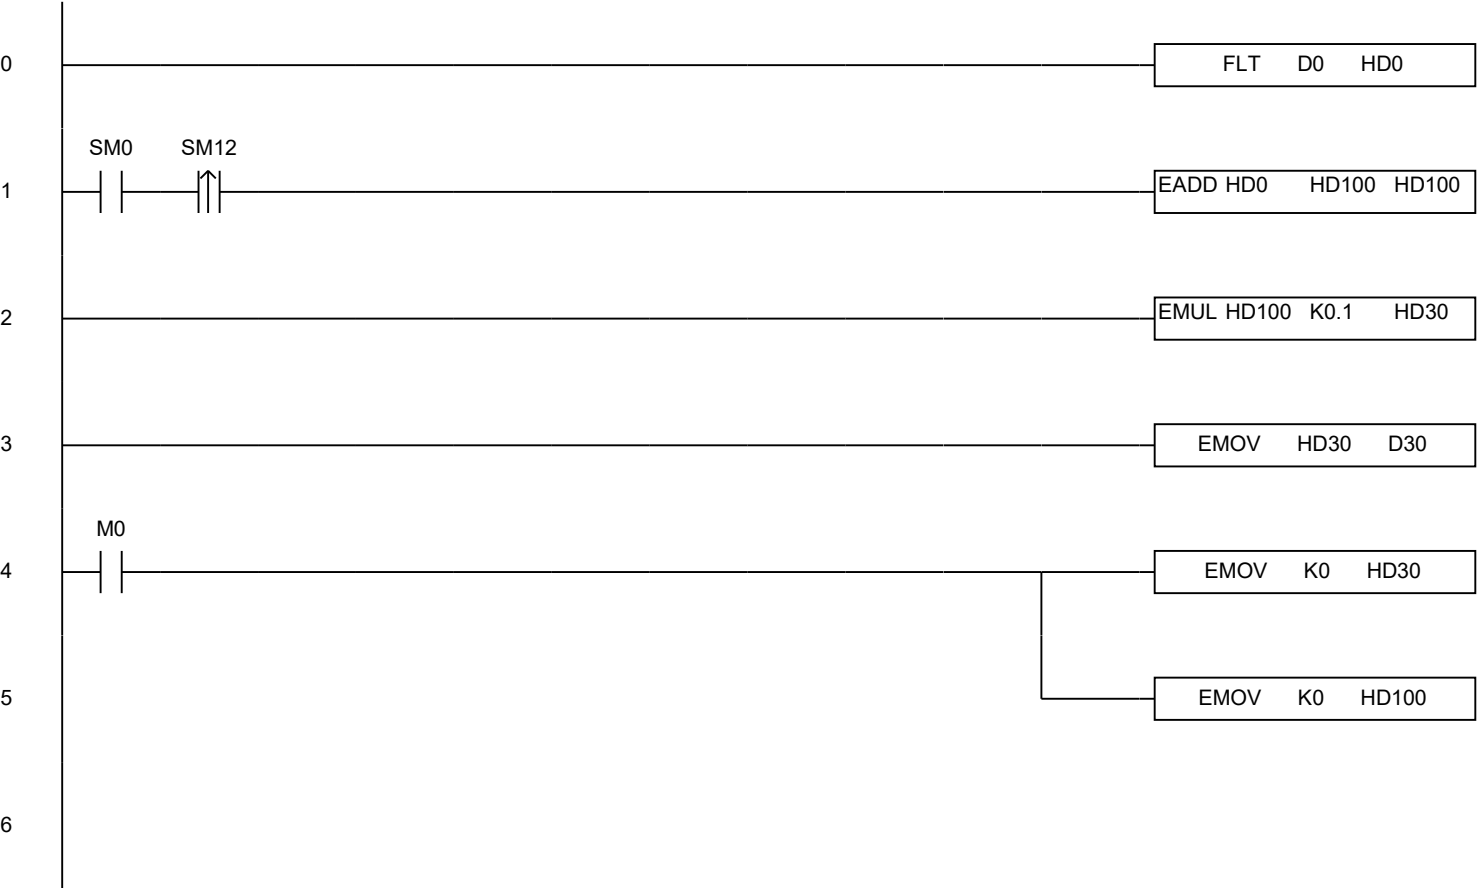 0 FLT D0 HD0
SM0 SM12
1 EADD HD0 HD100 HD100
2 EMUL HD100 K0.1 HD30
3 EMOV HD30 D30
M0
4 EMOV K0 HD30
5 EMOV K0 HD100
6